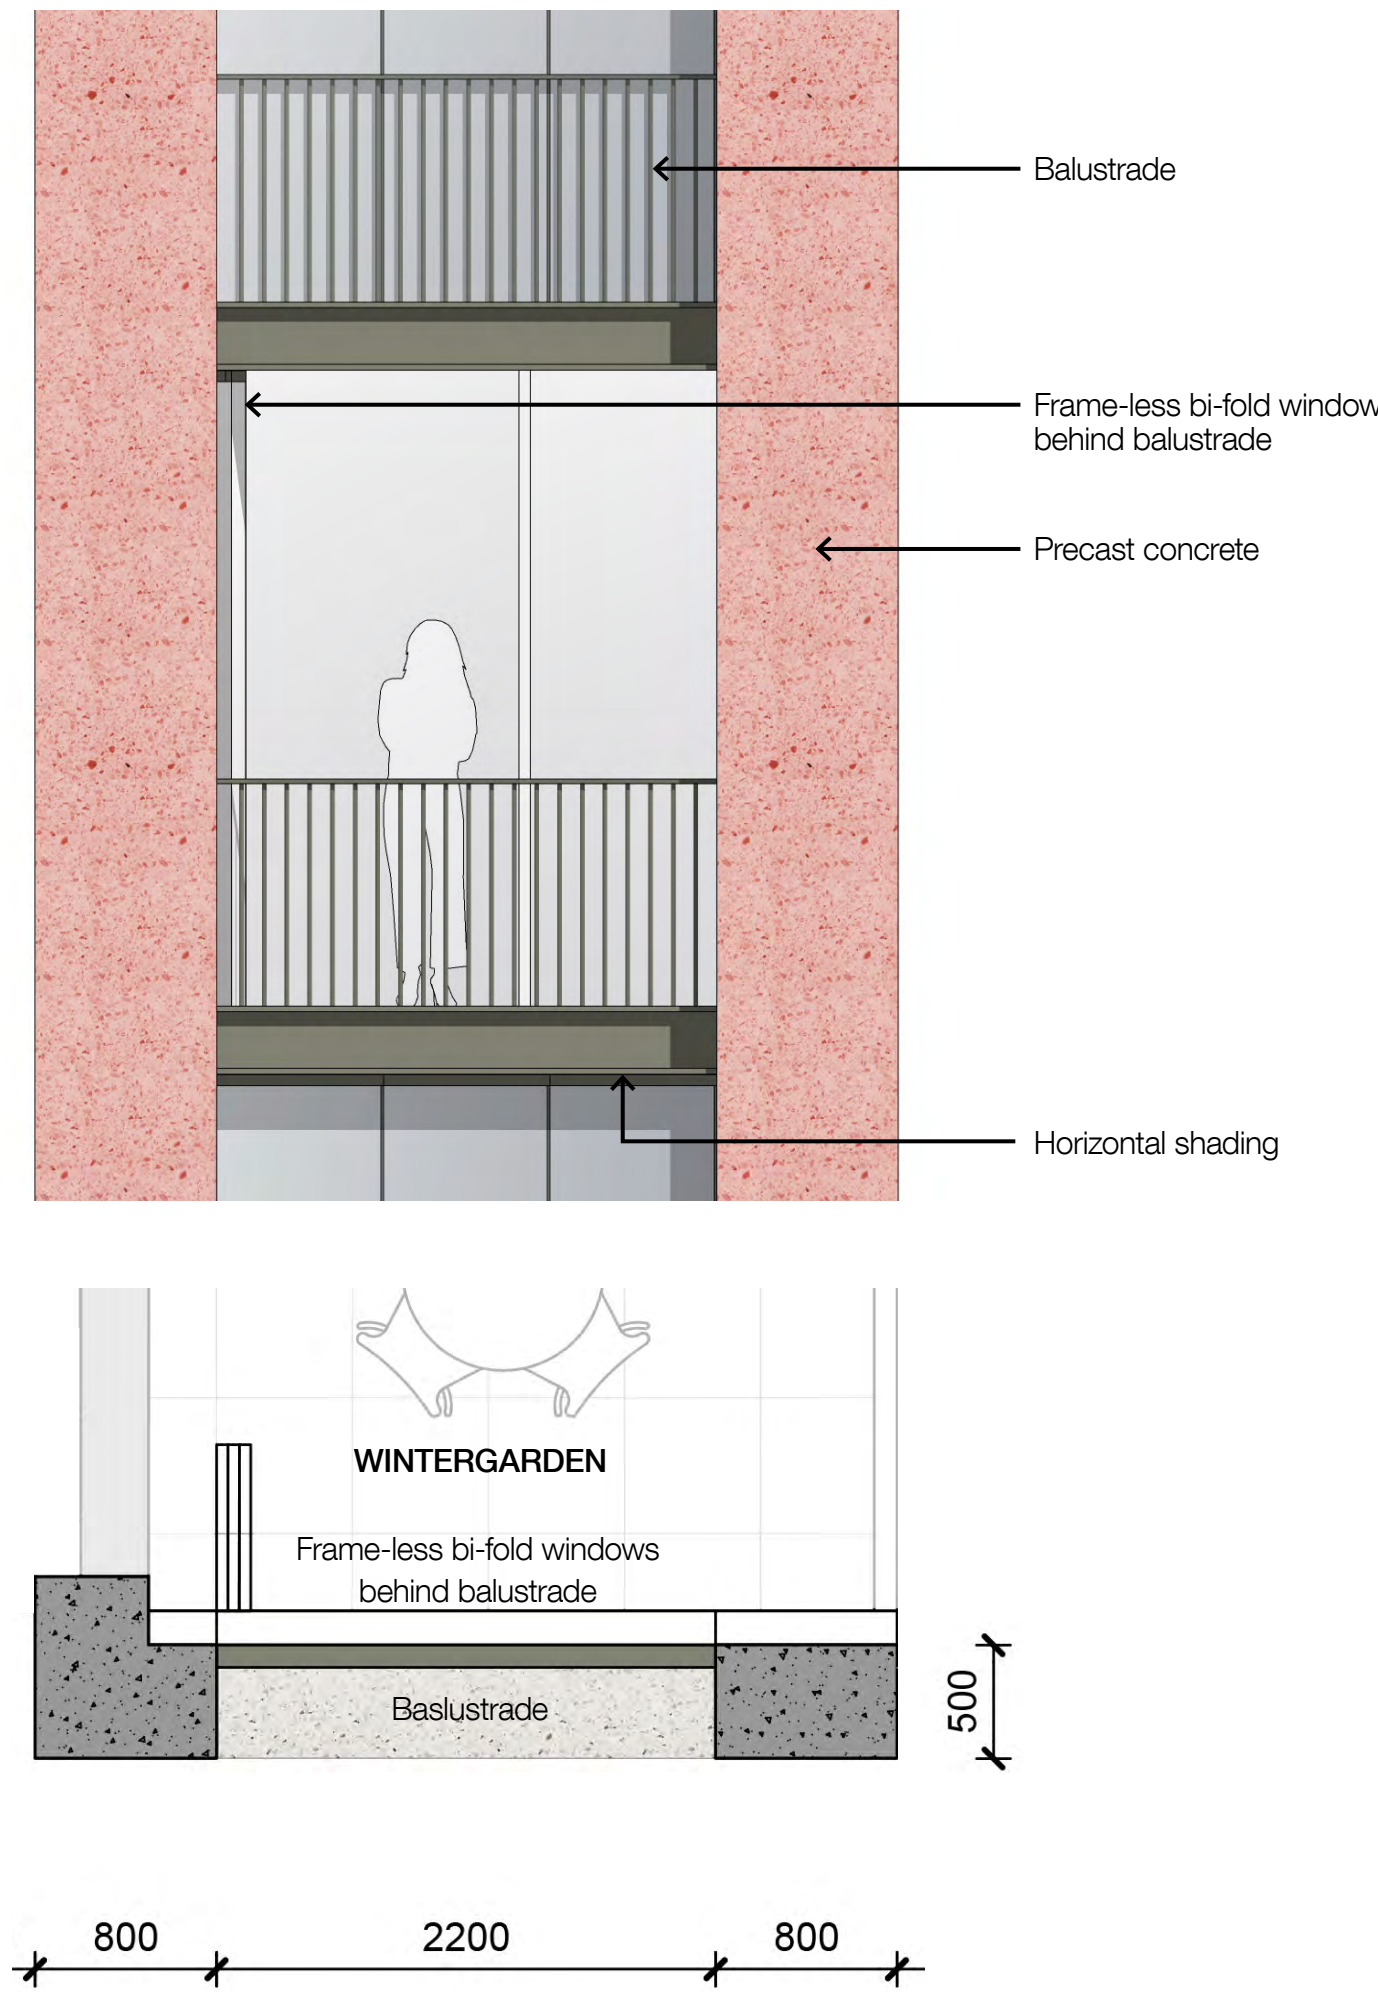 Balustrade
Frame-less bi-fold window
behind balustrade
Precast concrete
Horizontal shading
WINTERGARDEN
Frame-less bi-fold windows
behind balustrade
Baslustrade
500
800
2200
800